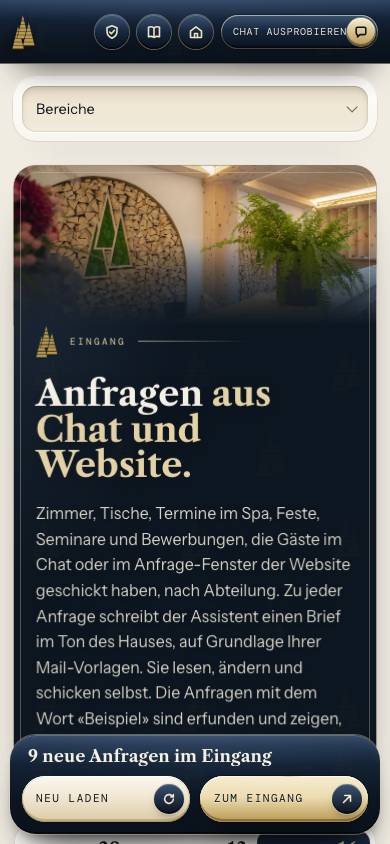 CHAT AUSPROBIEREN
Bereiche
EINGANG
Anfragen aus
Chat und
Website.
Zimmer, Tische, Termine im Spa, Feste,
Seminare und Bewerbungen, die Gäste im
Chat oder im Anfrage-Fenster der Website
geschickt haben, nach Abteilung. Zu jeder
Anfrage schreibt der Assistent einen Brief
im Ton des Hauses, auf Grundlage Ihrer
Mail-Vorlagen. Sie lesen, ändern und
schicken selbst. Die Anfragen mit dem
Wort «Beispiel» sind erfunden und zeigen,
9 neue Anfragen im Eingang
NEU LADEN
ZUM EINGANG